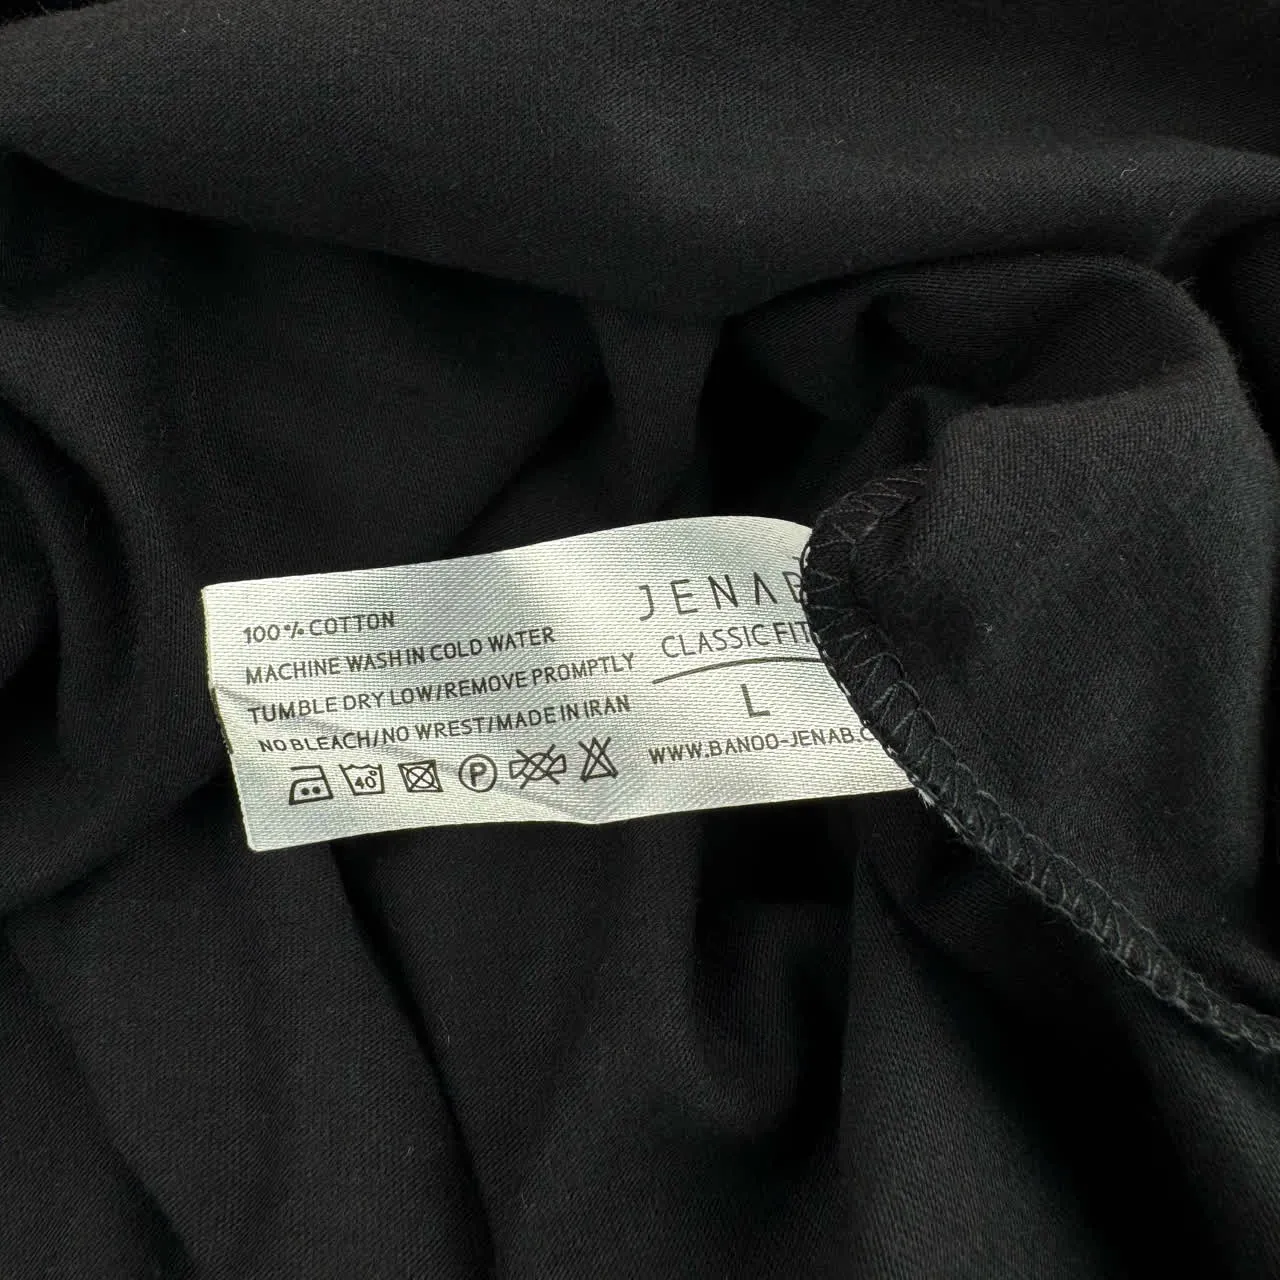 100% COTTON
MACHINE WASH IN COLD WATER
TUMBLE DRY LOW/REMOVE PROMPTLY
NO BLEACH/NO WREST/MADE IN IRAN
40°
P
JENAB
CLASSIC FIT
L
WWW.BANOO-JENAB.C